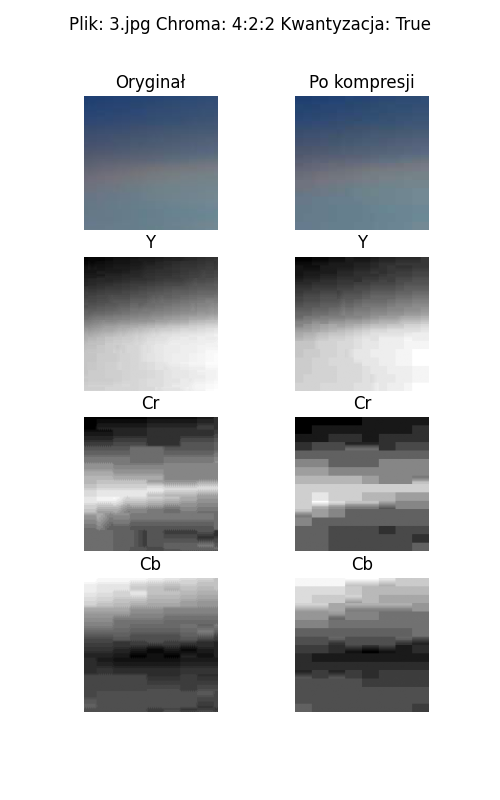 Plik: 3.jpg Chroma: 4:2:2 Kwantyzacja: True
Oryginał Po kompresji
Y Y
Cr Cr
Cb Cb